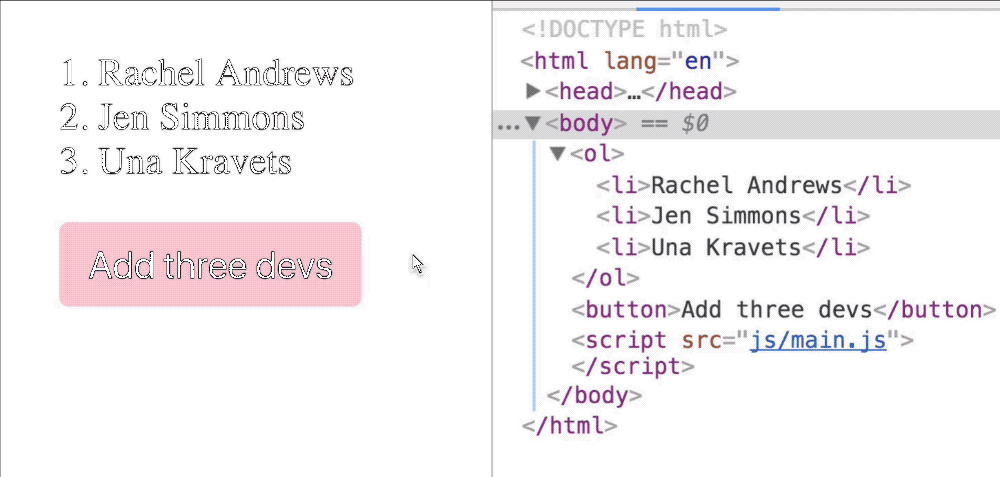 1. Rachel Andrews
2. Jen Simmons
3. Una Kravets
Add three devs
<!DOCTYPE html>
<html lang="en">
▶<head>…</head>
…▼<body> == $0
▼<ol>
<li>Rachel Andrews</li>
<li>Jen Simmons</li>
<li>Una Kravets</li>
</ol>
<button>Add three devs</button>
<script src="js/main.js">
</script>
</body>
</html>